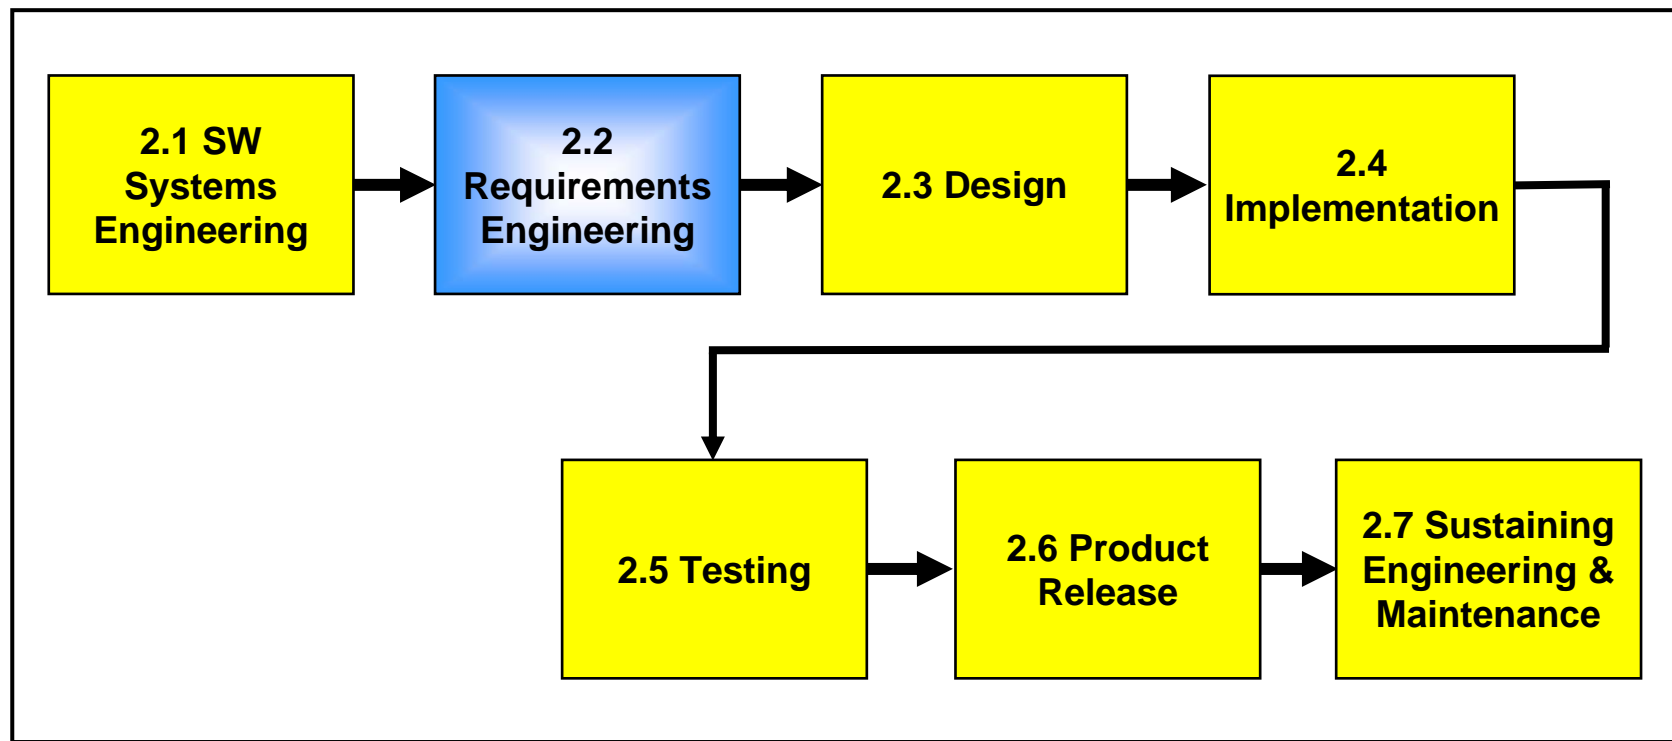 2.1 SW
Systems
Engineering
2.2
Requirements
Engineering
2.3 Design
2.4
Implementation
2.5 Testing
2.6 Product
Release
2.7 Sustaining
Engineering &
Maintenance